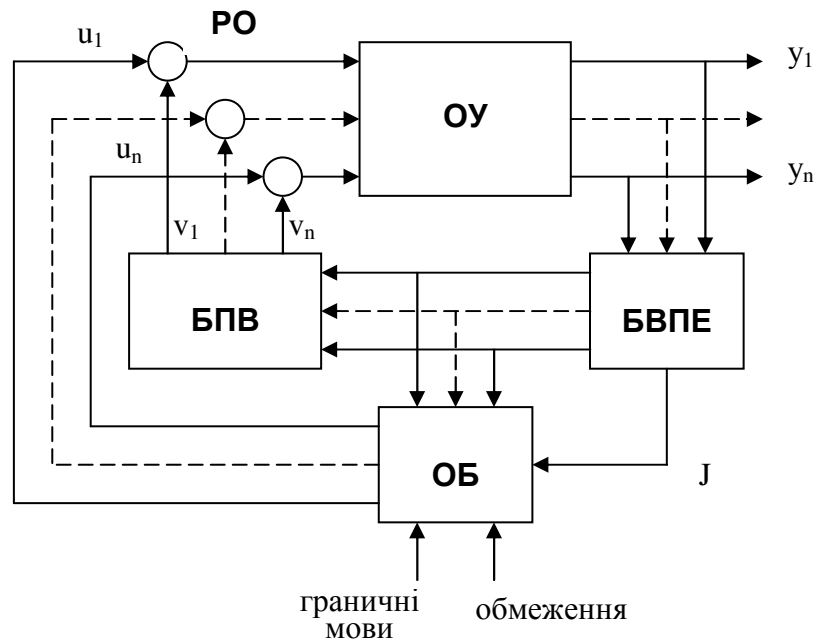 РО
u₁
ОУ
y₁
uₙ
yₙ
v₁
vₙ
БПВ
БВПЕ
ОБ
J
граничні
мови
обмеження